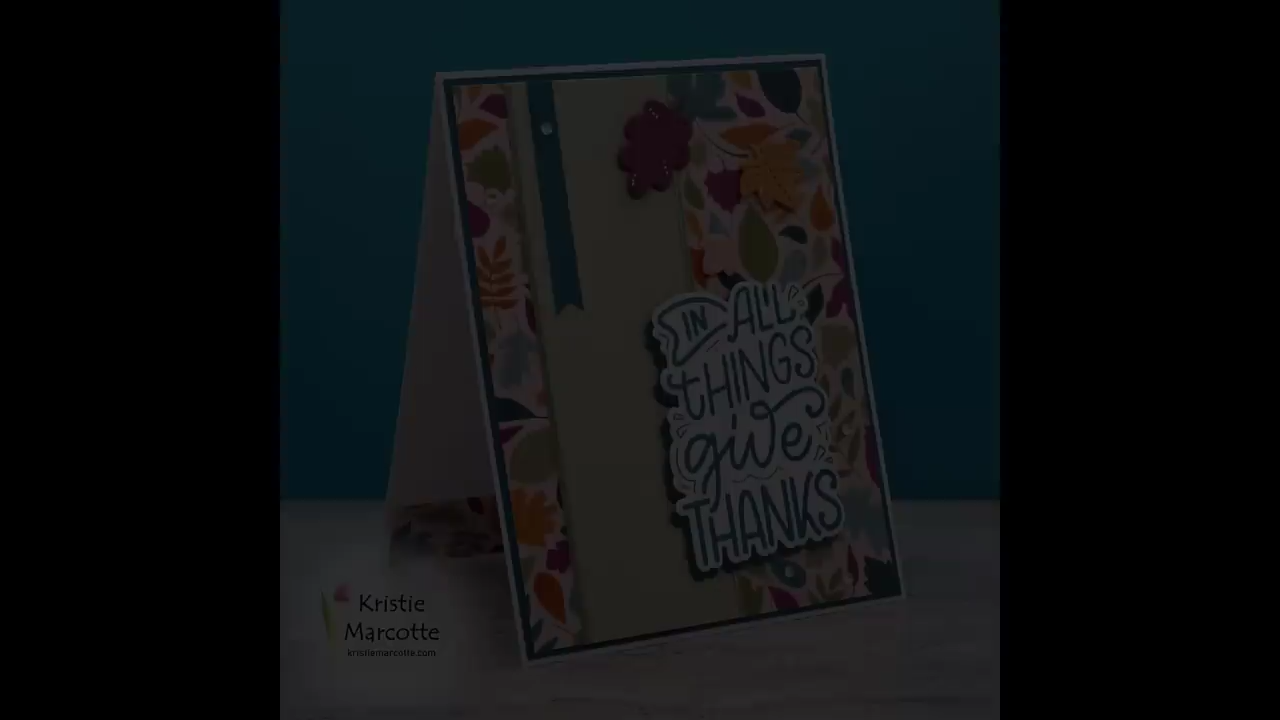 IN ALL
tHINGS
give
THANKS
Kristie
Marcotte
kristiemarcotte.com